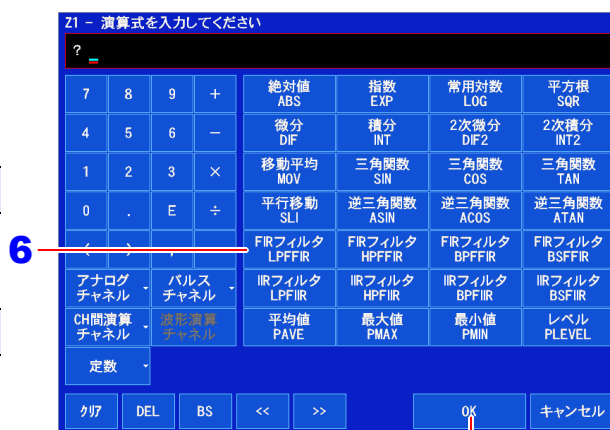 Z1 － 演算式を入力してください
?
7 8 9 + 絶対値 ABS 指数 EXP 常用対数 LOG 平方根 SQR
4 5 6 － 微分 DIF 積分 INT 2次微分 DIF2 2次積分 INT2
1 2 3 × 移動平均 MOV 三角関数 SIN 三角関数 COS 三角関数 TAN
0 . E ÷ 平行移動 SLI 逆三角関数 ASIN 逆三角関数 ACOS 逆三角関数 ATAN
6
( ) , FIRフィルタ LPFFIR FIRフィルタ HPFFIR FIRフィルタ BPFFIR FIRフィルタ BSFFIR
アナログチャネル パルスチャネル IIRフィルタ LPFIIR IIRフィルタ HPFIIR IIRフィルタ BPFIIR IIRフィルタ BSFIIR
CH間演算チャネル 波形演算チャネル 平均値 PAVE 最大値 PMAX 最小値 PMIN レベル PLEVEL
定数
クリア DEL BS << >> OK キャンセル